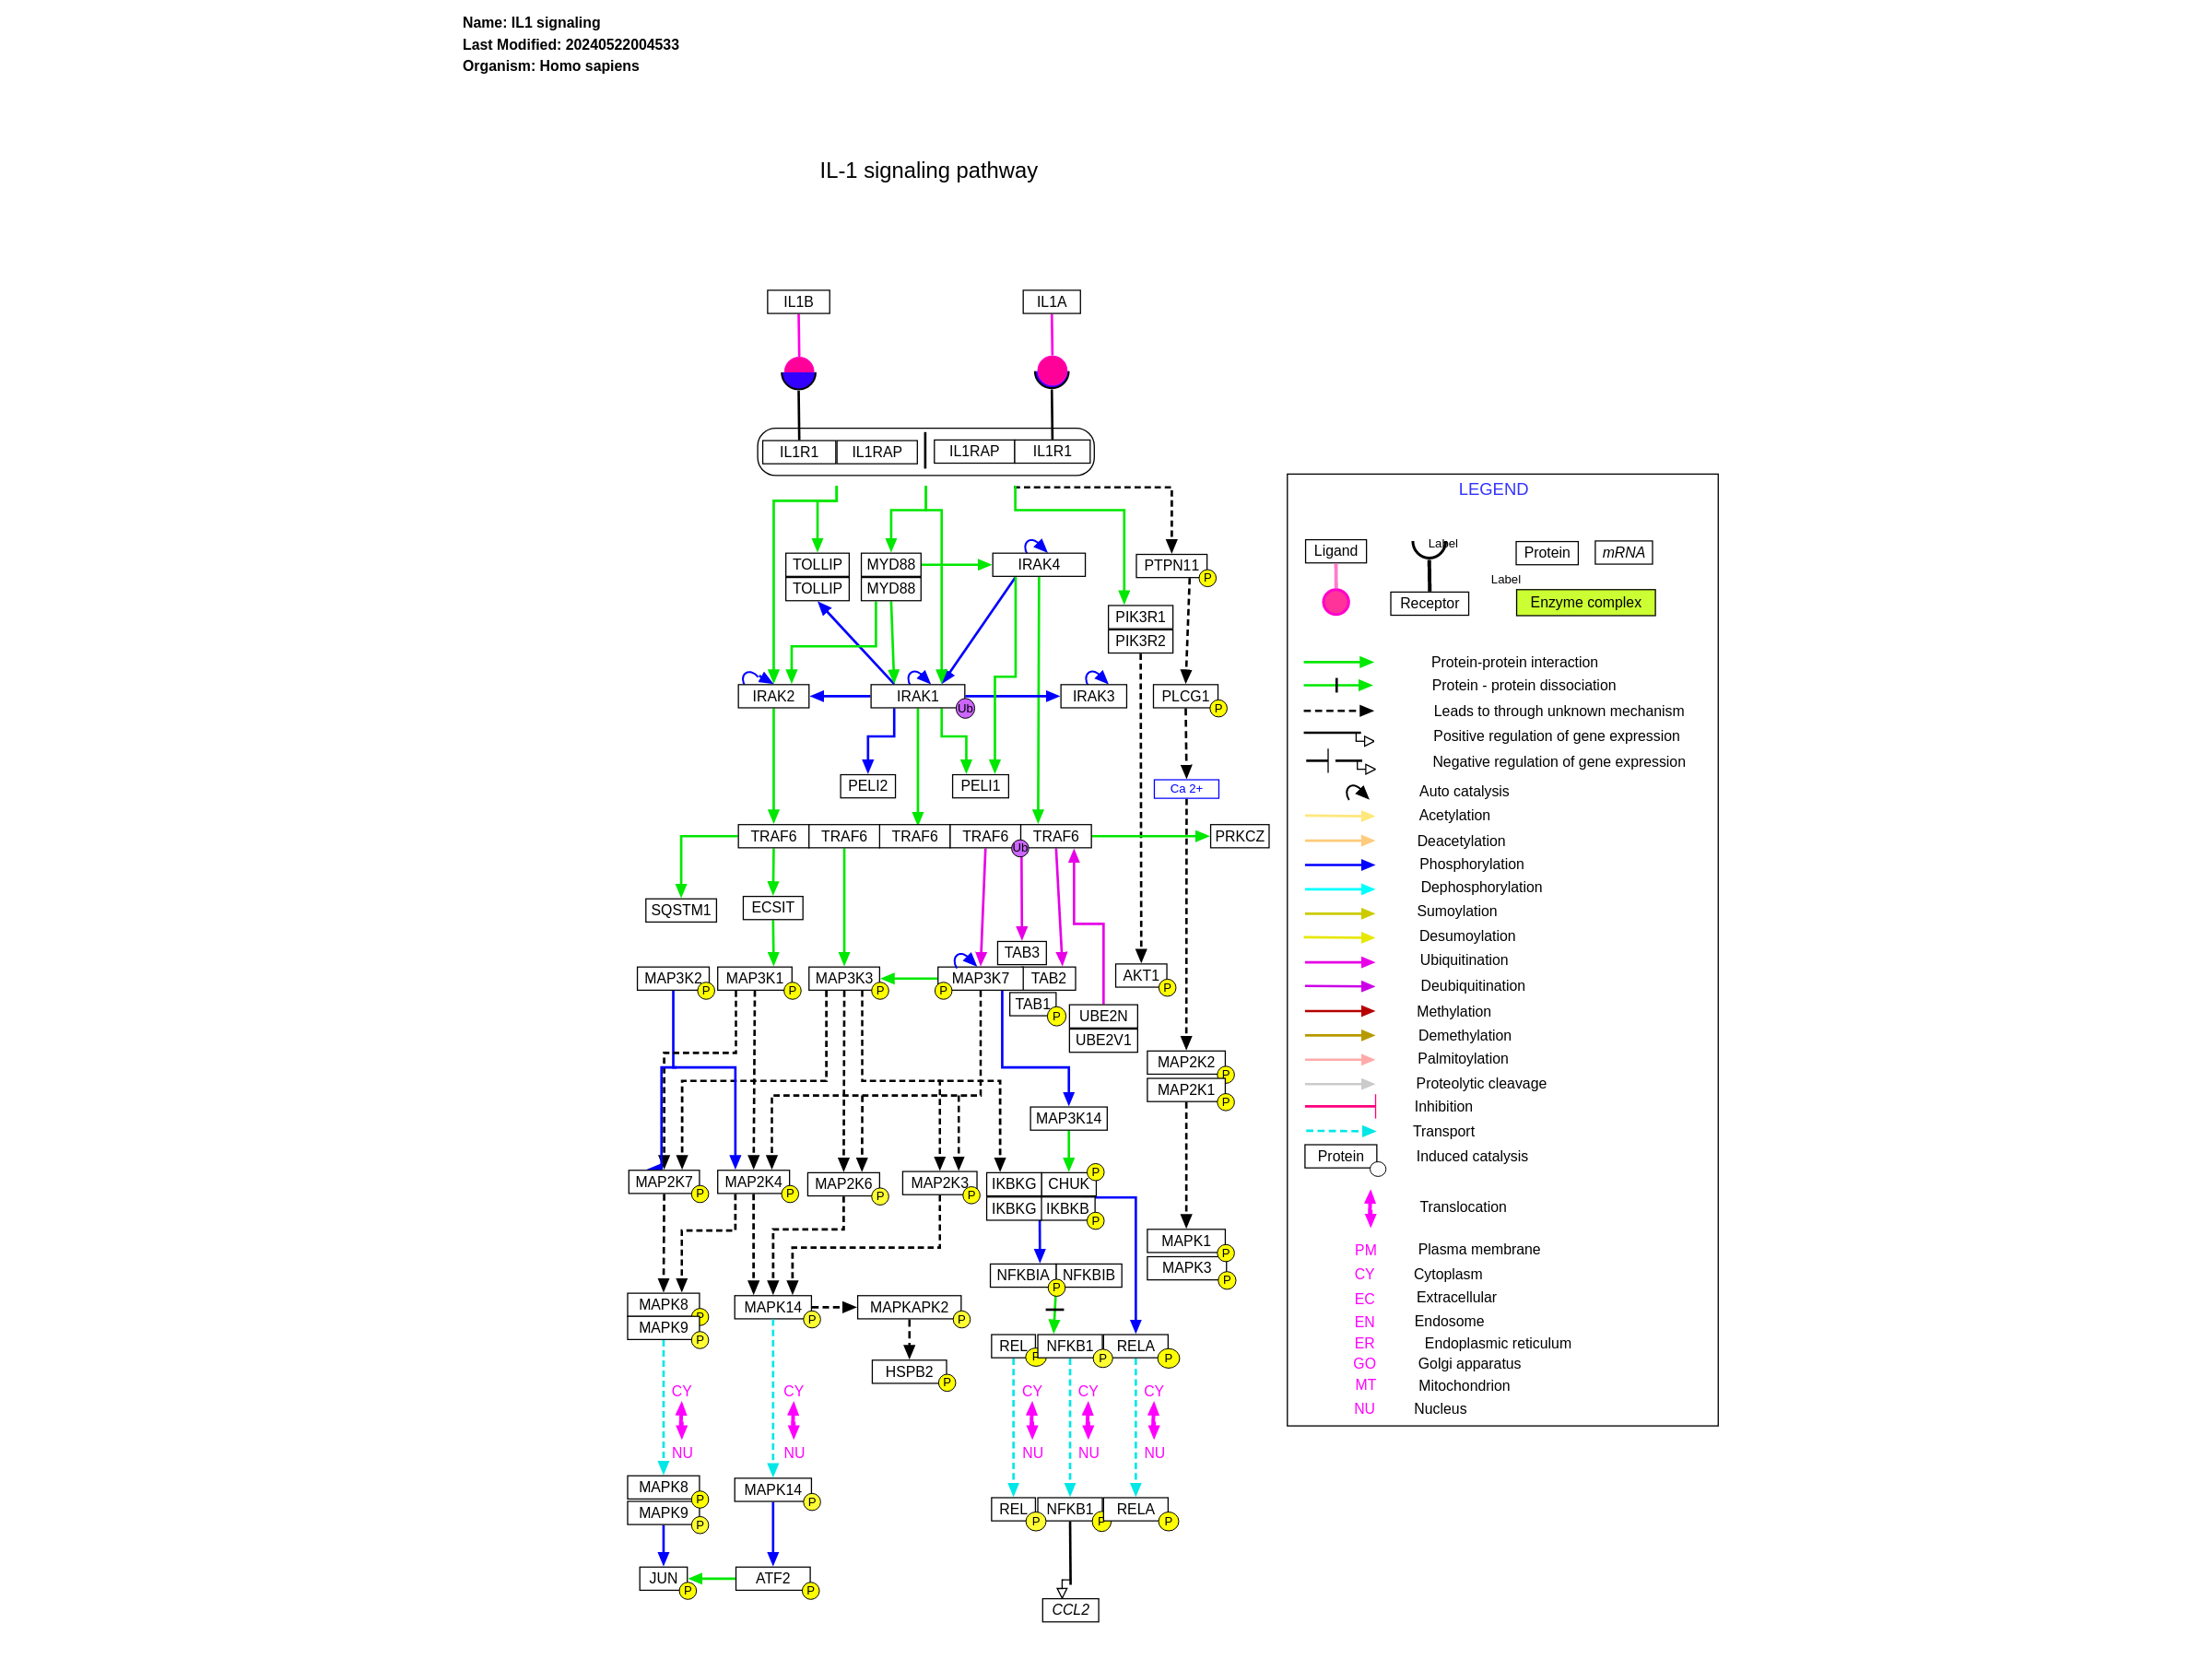 Name: IL1 signaling
Last Modified: 20240522004533
Organism: Homo sapiens
IL-1 signaling pathway
IL1B
IL1A
IL1R1
IL1RAP
IL1RAP
IL1R1
TOLLIP
TOLLIP
MYD88
MYD88
IRAK4
PTPN11
P
PIK3R1
PIK3R2
IRAK2
IRAK1
Ub
IRAK3
PLCG1
P
PELI2
PELI1
Ca 2+
TRAF6
TRAF6
TRAF6
TRAF6
Ub
TRAF6
PRKCZ
SQSTM1
ECSIT
TAB3
MAP3K2
P
MAP3K1
P
MAP3K3
P
P
MAP3K7
TAB2
AKT1
P
TAB1
P
UBE2N
UBE2V1
MAP2K2
P
MAP2K1
P
MAP3K14
MAP2K7
P
MAP2K4
P
MAP2K6
P
MAP2K3
P
IKBKG
CHUK
P
IKBKG
IKBKB
P
MAPK1
P
MAPK3
P
NFKBIA
P
NFKBIB
MAPK8
P
MAPK9
P
MAPK14
P
MAPKAPK2
P
HSPB2
P
REL
P
NFKB1
P
RELA
P
CY
NU
CY
NU
CY
NU
CY
NU
CY
NU
MAPK8
P
MAPK9
P
MAPK14
P
REL
P
NFKB1
P
RELA
P
JUN
P
ATF2
P
CCL2
LEGEND
Ligand
Label
Receptor
Protein
mRNA
Label
Enzyme complex
Protein-protein interaction
Protein - protein dissociation
Leads to through unknown mechanism
Positive regulation of gene expression
Negative regulation of gene expression
Auto catalysis
Acetylation
Deacetylation
Phosphorylation
Dephosphorylation
Sumoylation
Desumoylation
Ubiquitination
Deubiquitination
Methylation
Demethylation
Palmitoylation
Proteolytic cleavage
Inhibition
Transport
Protein
Induced catalysis
Translocation
PM Plasma membrane
CY Cytoplasm
EC Extracellular
EN Endosome
ER Endoplasmic reticulum
GO Golgi apparatus
MT Mitochondrion
NU Nucleus